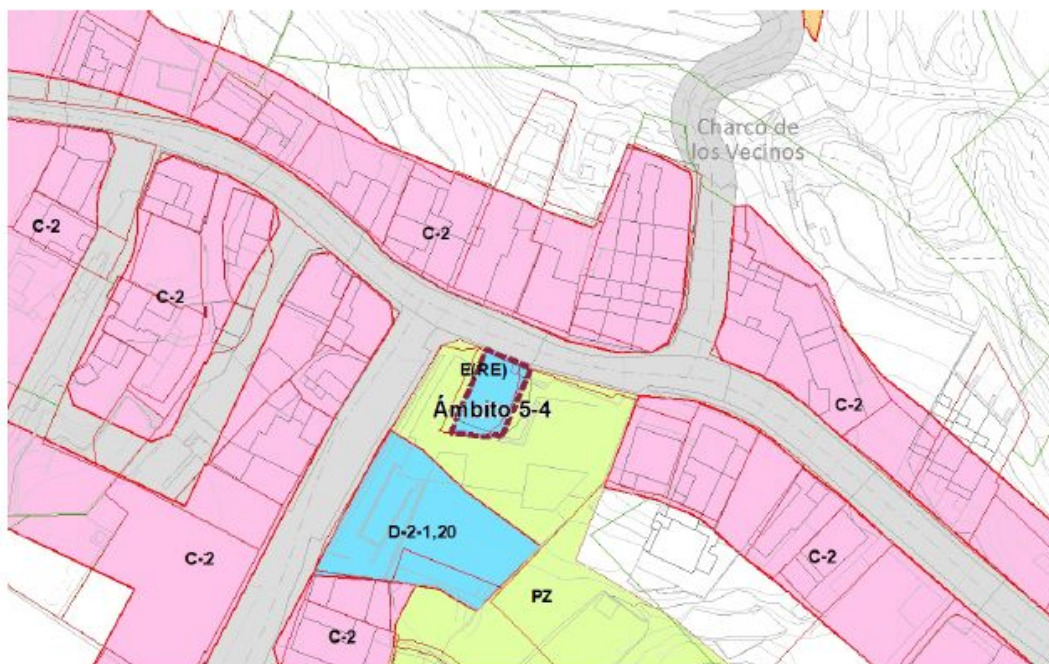 Charco de
los Vecinos
C-2
C-2
C-2
E(RE)
Ámbito 5-4
C-2
D-2-1,20
C-2
C-2
PZ
C-2